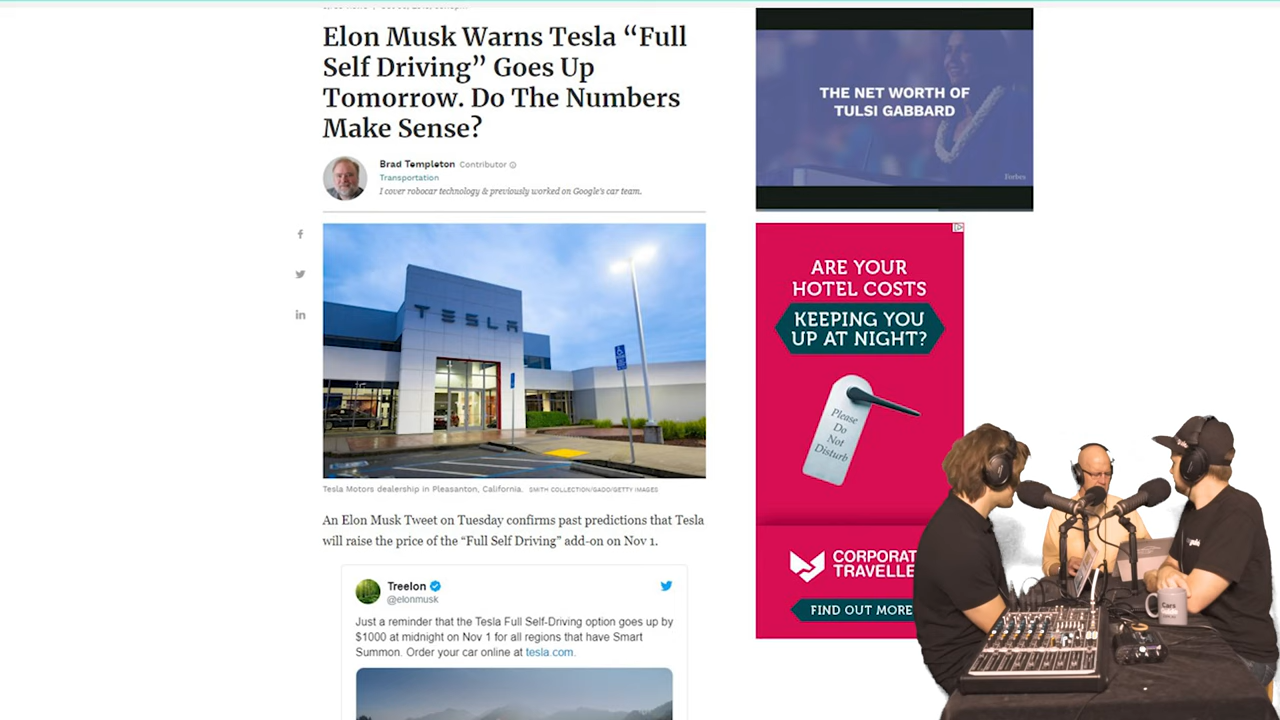 Elon Musk Warns Tesla “Full
Self Driving” Goes Up
Tomorrow. Do The Numbers
Make Sense?
Brad Templeton Contributor
Transportation
I cover robocar technology & previously worked on Google's car team.
TESLA
Tesla Motors dealership in Pleasanton, California. SMITH COLLECTION/GADO/GETTY IMAGES
An Elon Musk Tweet on Tuesday confirms past predictions that Tesla
will raise the price of the “Full Self Driving” add-on on Nov 1.
Treelon
@elonmusk
Just a reminder that the Tesla Full Self-Driving option goes up by
$1000 at midnight on Nov 1 for all regions that have Smart
Summon. Order your car online at tesla.com.
THE NET WORTH OF
TULSI GABBARD
Forbes
ARE YOUR
HOTEL COSTS
KEEPING YOU
UP AT NIGHT?
Please
Do
Not
Disturb
CORPORAT
TRAVELLE
FIND OUT MORE
Cars